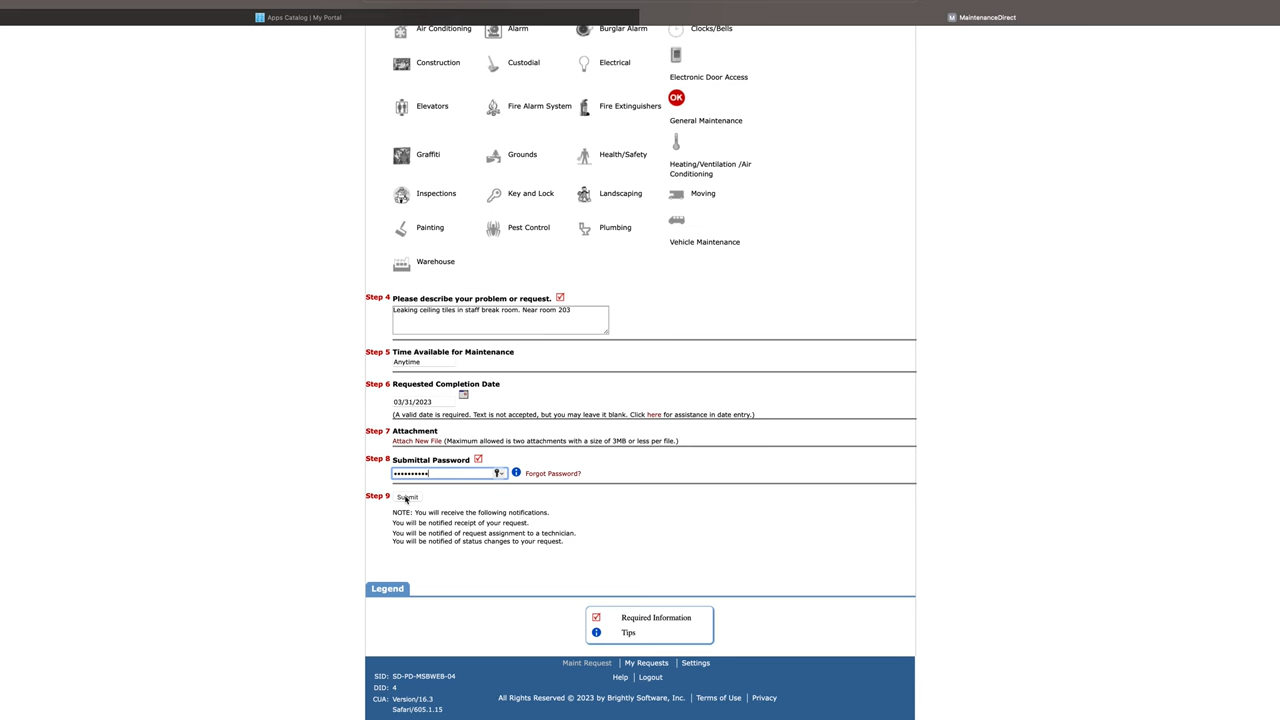 Apps Catalog | My Portal
M MaintenanceDirect
Air Conditioning
Alarm
Burglar Alarm
Clocks/Bells
Construction
Custodial
Electrical
Electronic Door Access
Elevators
Fire Alarm System
Fire Extinguishers
OK
General Maintenance
Graffiti
Grounds
Health/Safety
Heating/Ventilation /Air
Conditioning
Inspections
Key and Lock
Landscaping
Moving
Painting
Pest Control
Plumbing
Vehicle Maintenance
Warehouse
Step 4 Please describe your problem or request.
Leaking ceiling tiles in staff break room. Near room 203
Step 5 Time Available for Maintenance
Anytime
Step 6 Requested Completion Date
03/31/2023
(A valid date is required. Text is not accepted, but you may leave it blank. Click here for assistance in date entry.)
Step 7 Attachment
Attach New File (Maximum allowed is two attachments with a size of 3MB or less per file.)
Step 8 Submittal Password
•••••••••• Forgot Password?
Step 9 Submit
NOTE: You will receive the following notifications.
You will be notified receipt of your request.
You will be notified of request assignment to a technician.
You will be notified of status changes to your request.
Legend
Required Information
Tips
Maint Request | My Requests | Settings
Help | Logout
SID: SD-PD-MSBWEB-04
DID: 4
CUA: Version/16.3
Safari/605.1.15
All Rights Reserved © 2023 by Brightly Software, Inc. | Terms of Use | Privacy